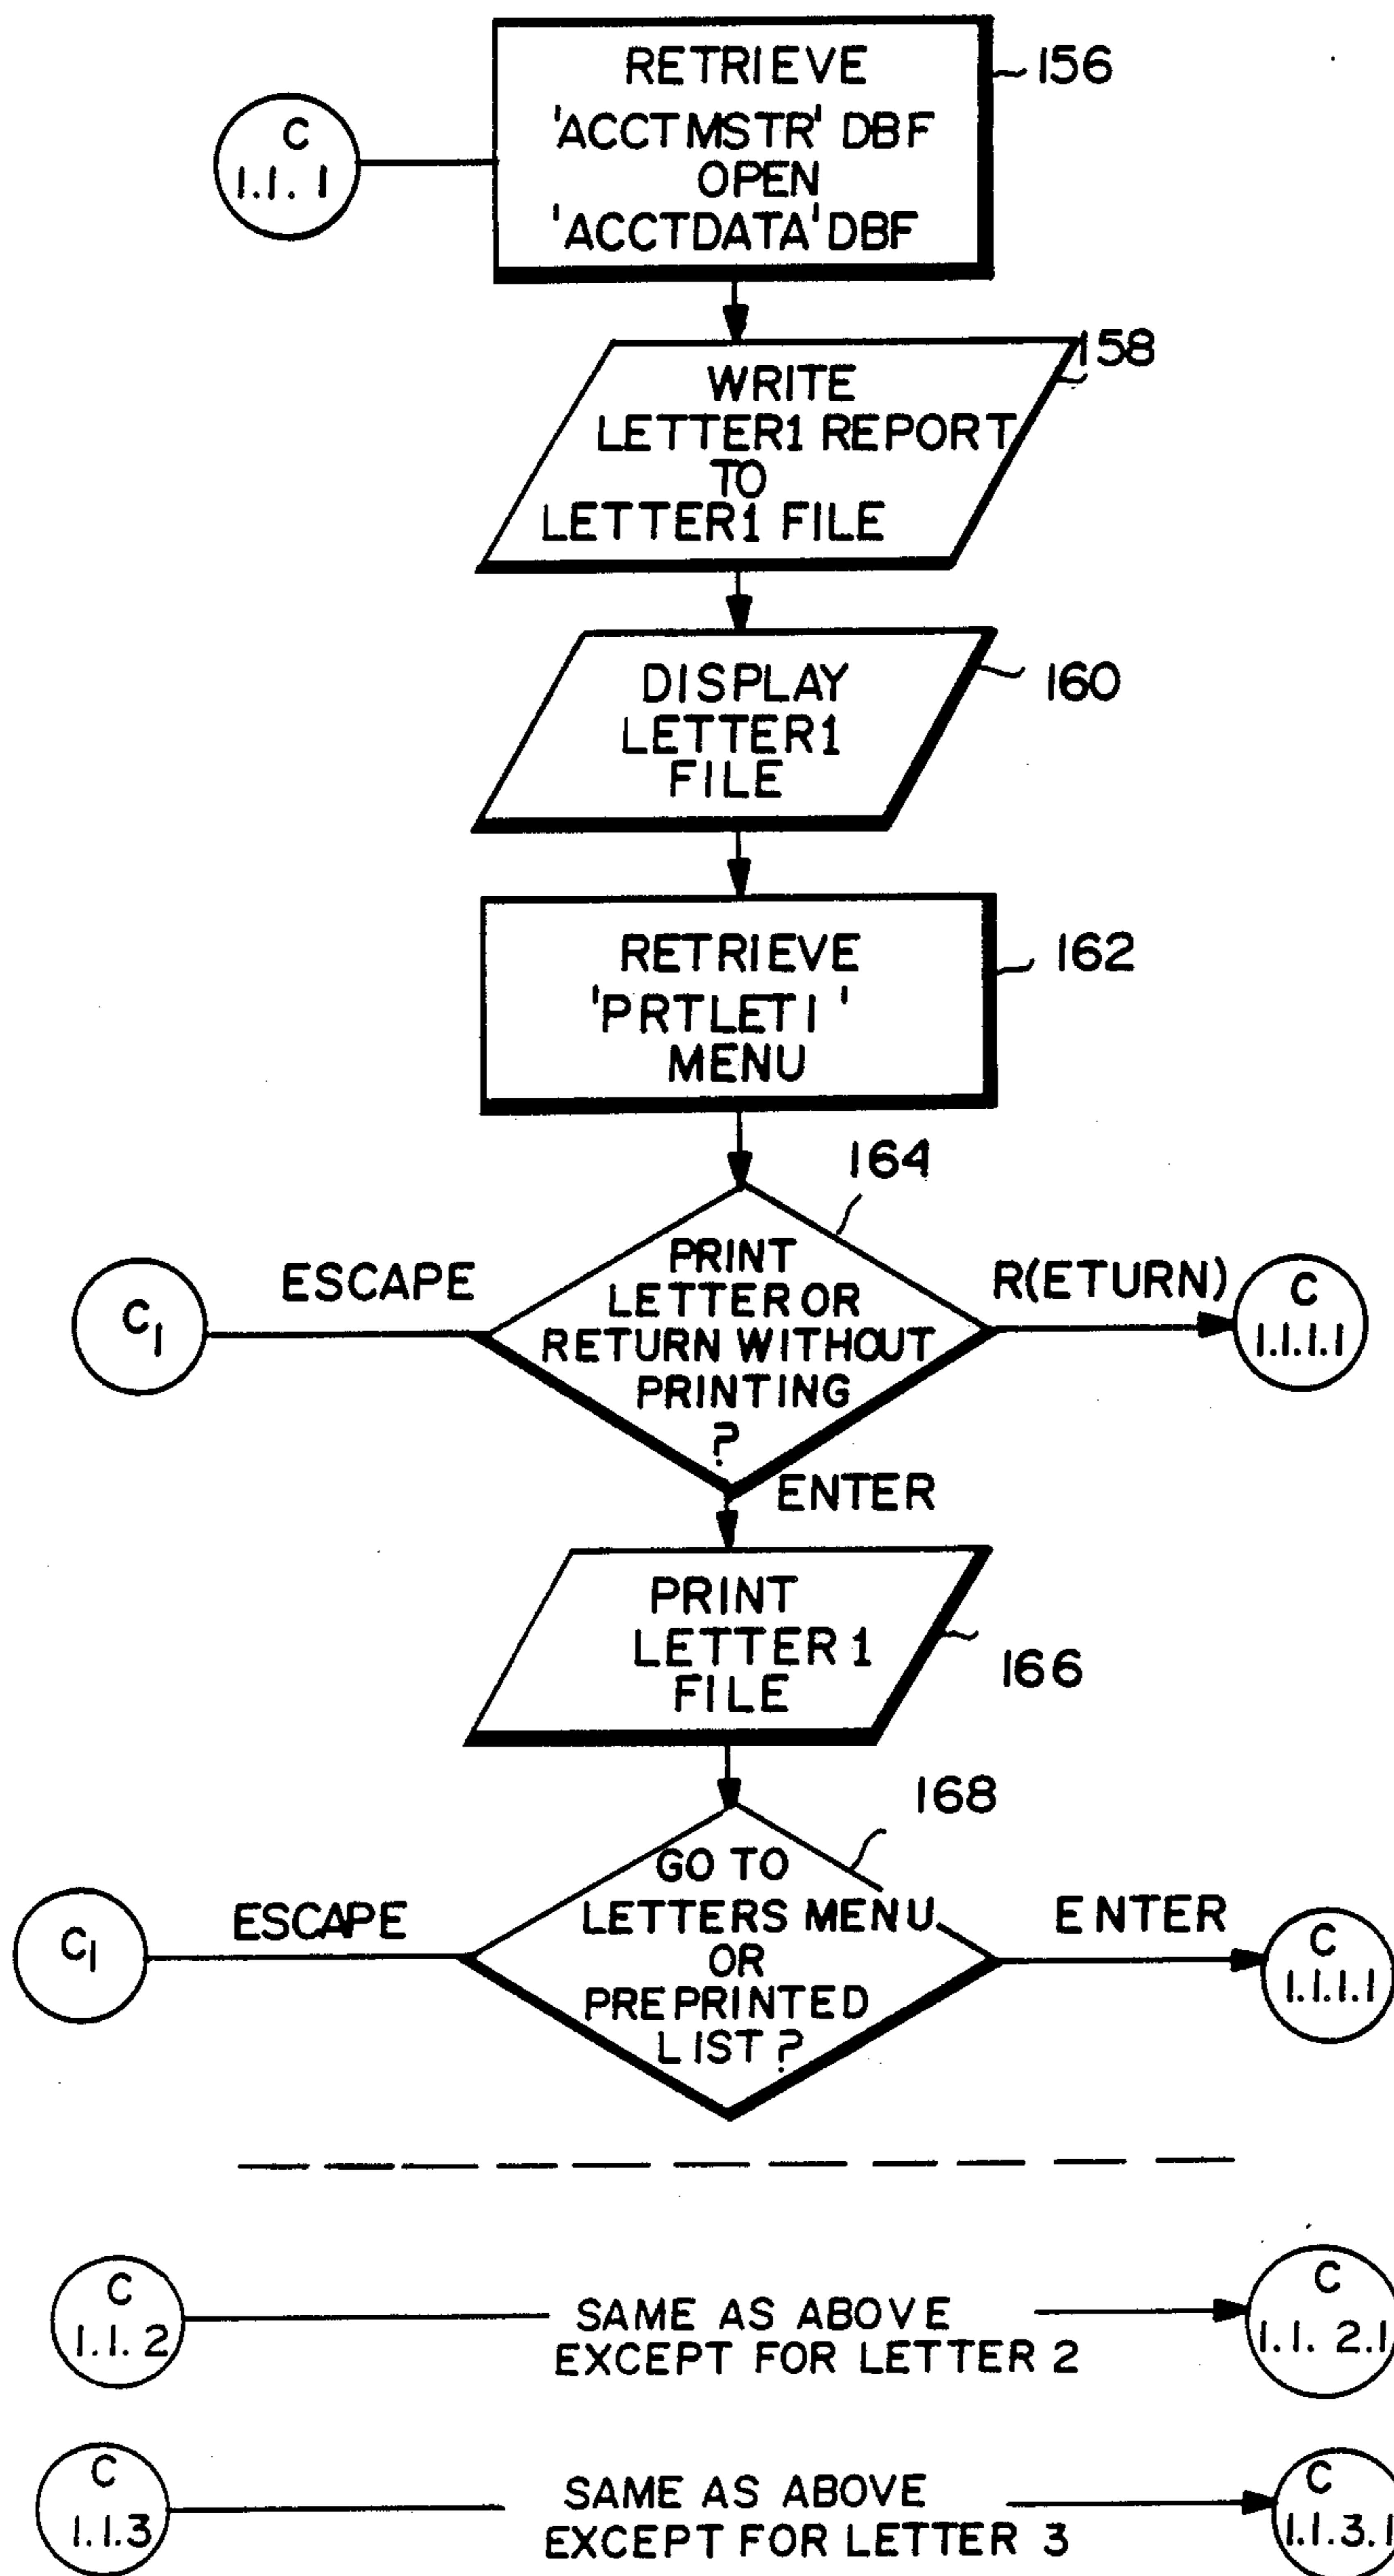 RETRIEVE
'ACCTMSTR' DBF
OPEN
'ACCTDATA' DBF
156
C
1.1.1
WRITE
LETTER1 REPORT
TO
LETTER1 FILE
158
DISPLAY
LETTER1
FILE
160
RETRIEVE
'PRTLET1'
MENU
162
164
PRINT
LETTER OR
RETURN WITHOUT
PRINTING
?
ESCAPE
C1
R(ETURN)
C
1.1.1.1
ENTER
PRINT
LETTER 1
FILE
166
168
GO TO
LETTERS MENU
OR
PREPRINTED
LIST?
ESCAPE
C1
ENTER
C
1.1.1.1
C
1.1.2
SAME AS ABOVE
EXCEPT FOR LETTER 2
C
1.1.2.1
C
1.1.3
SAME AS ABOVE
EXCEPT FOR LETTER 3
C
1.1.3.1